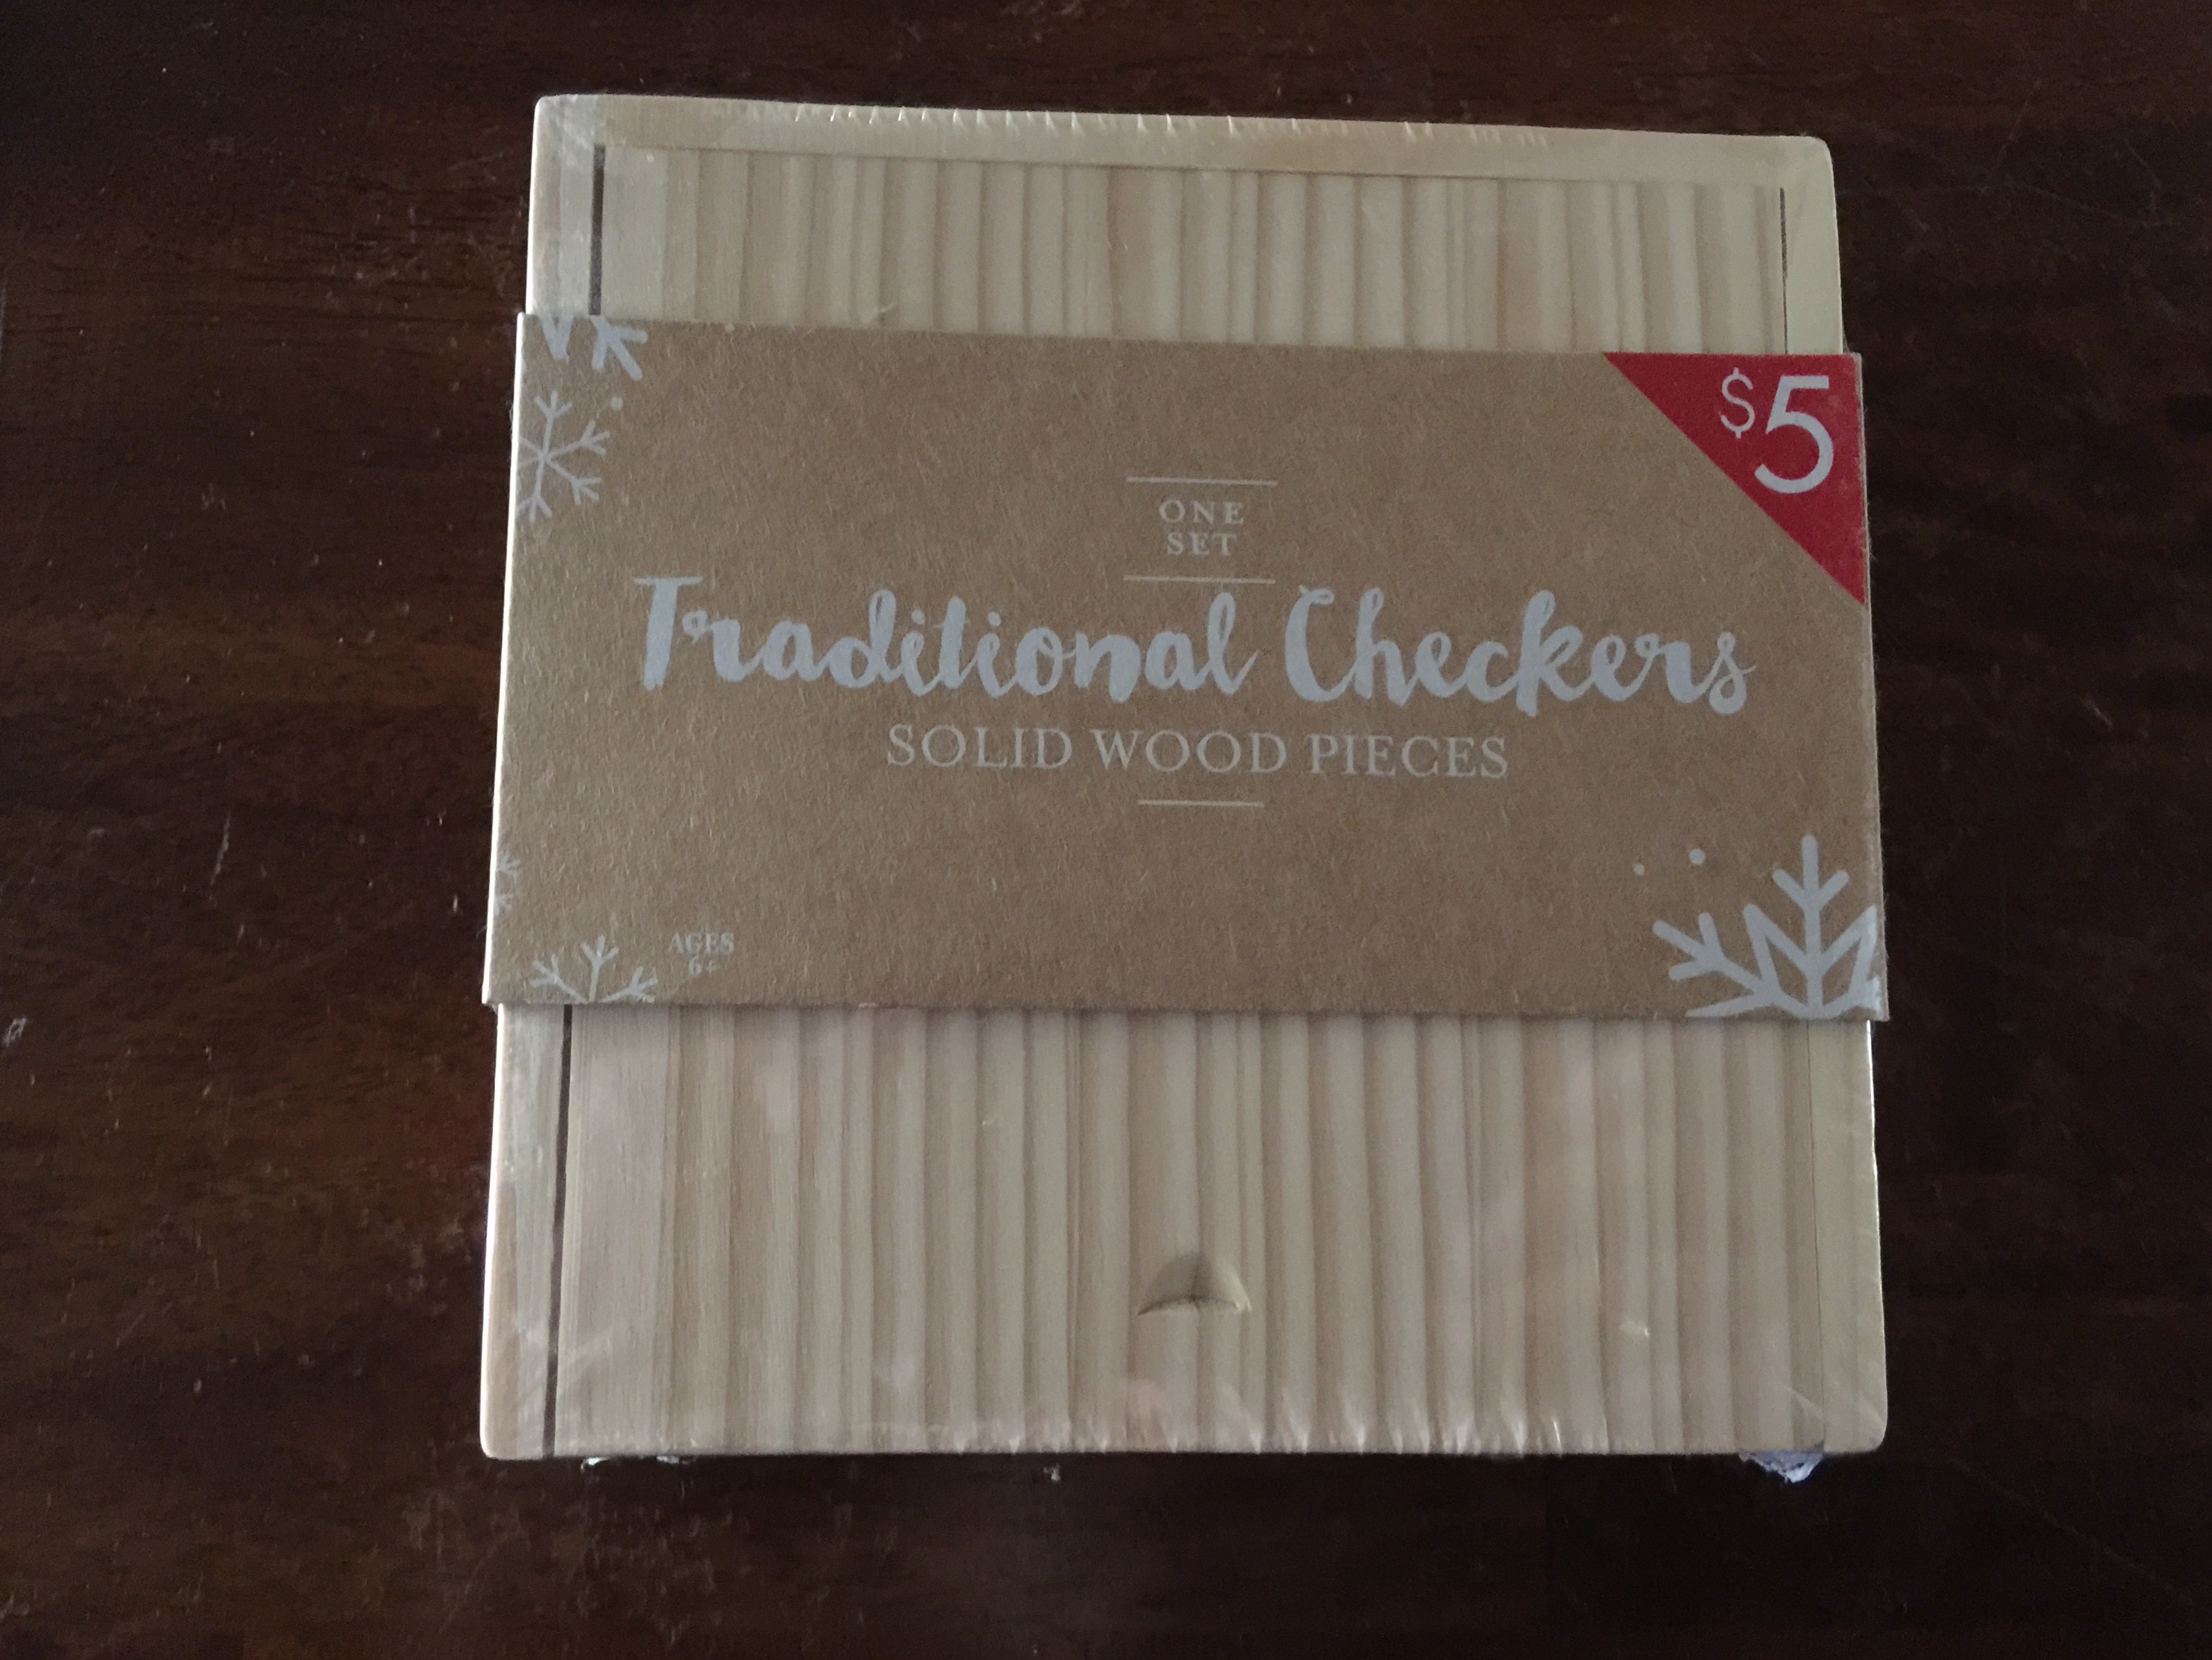 $5
ONE
SET
Traditional Checkers
SOLID WOOD PIECES
AGES
6+